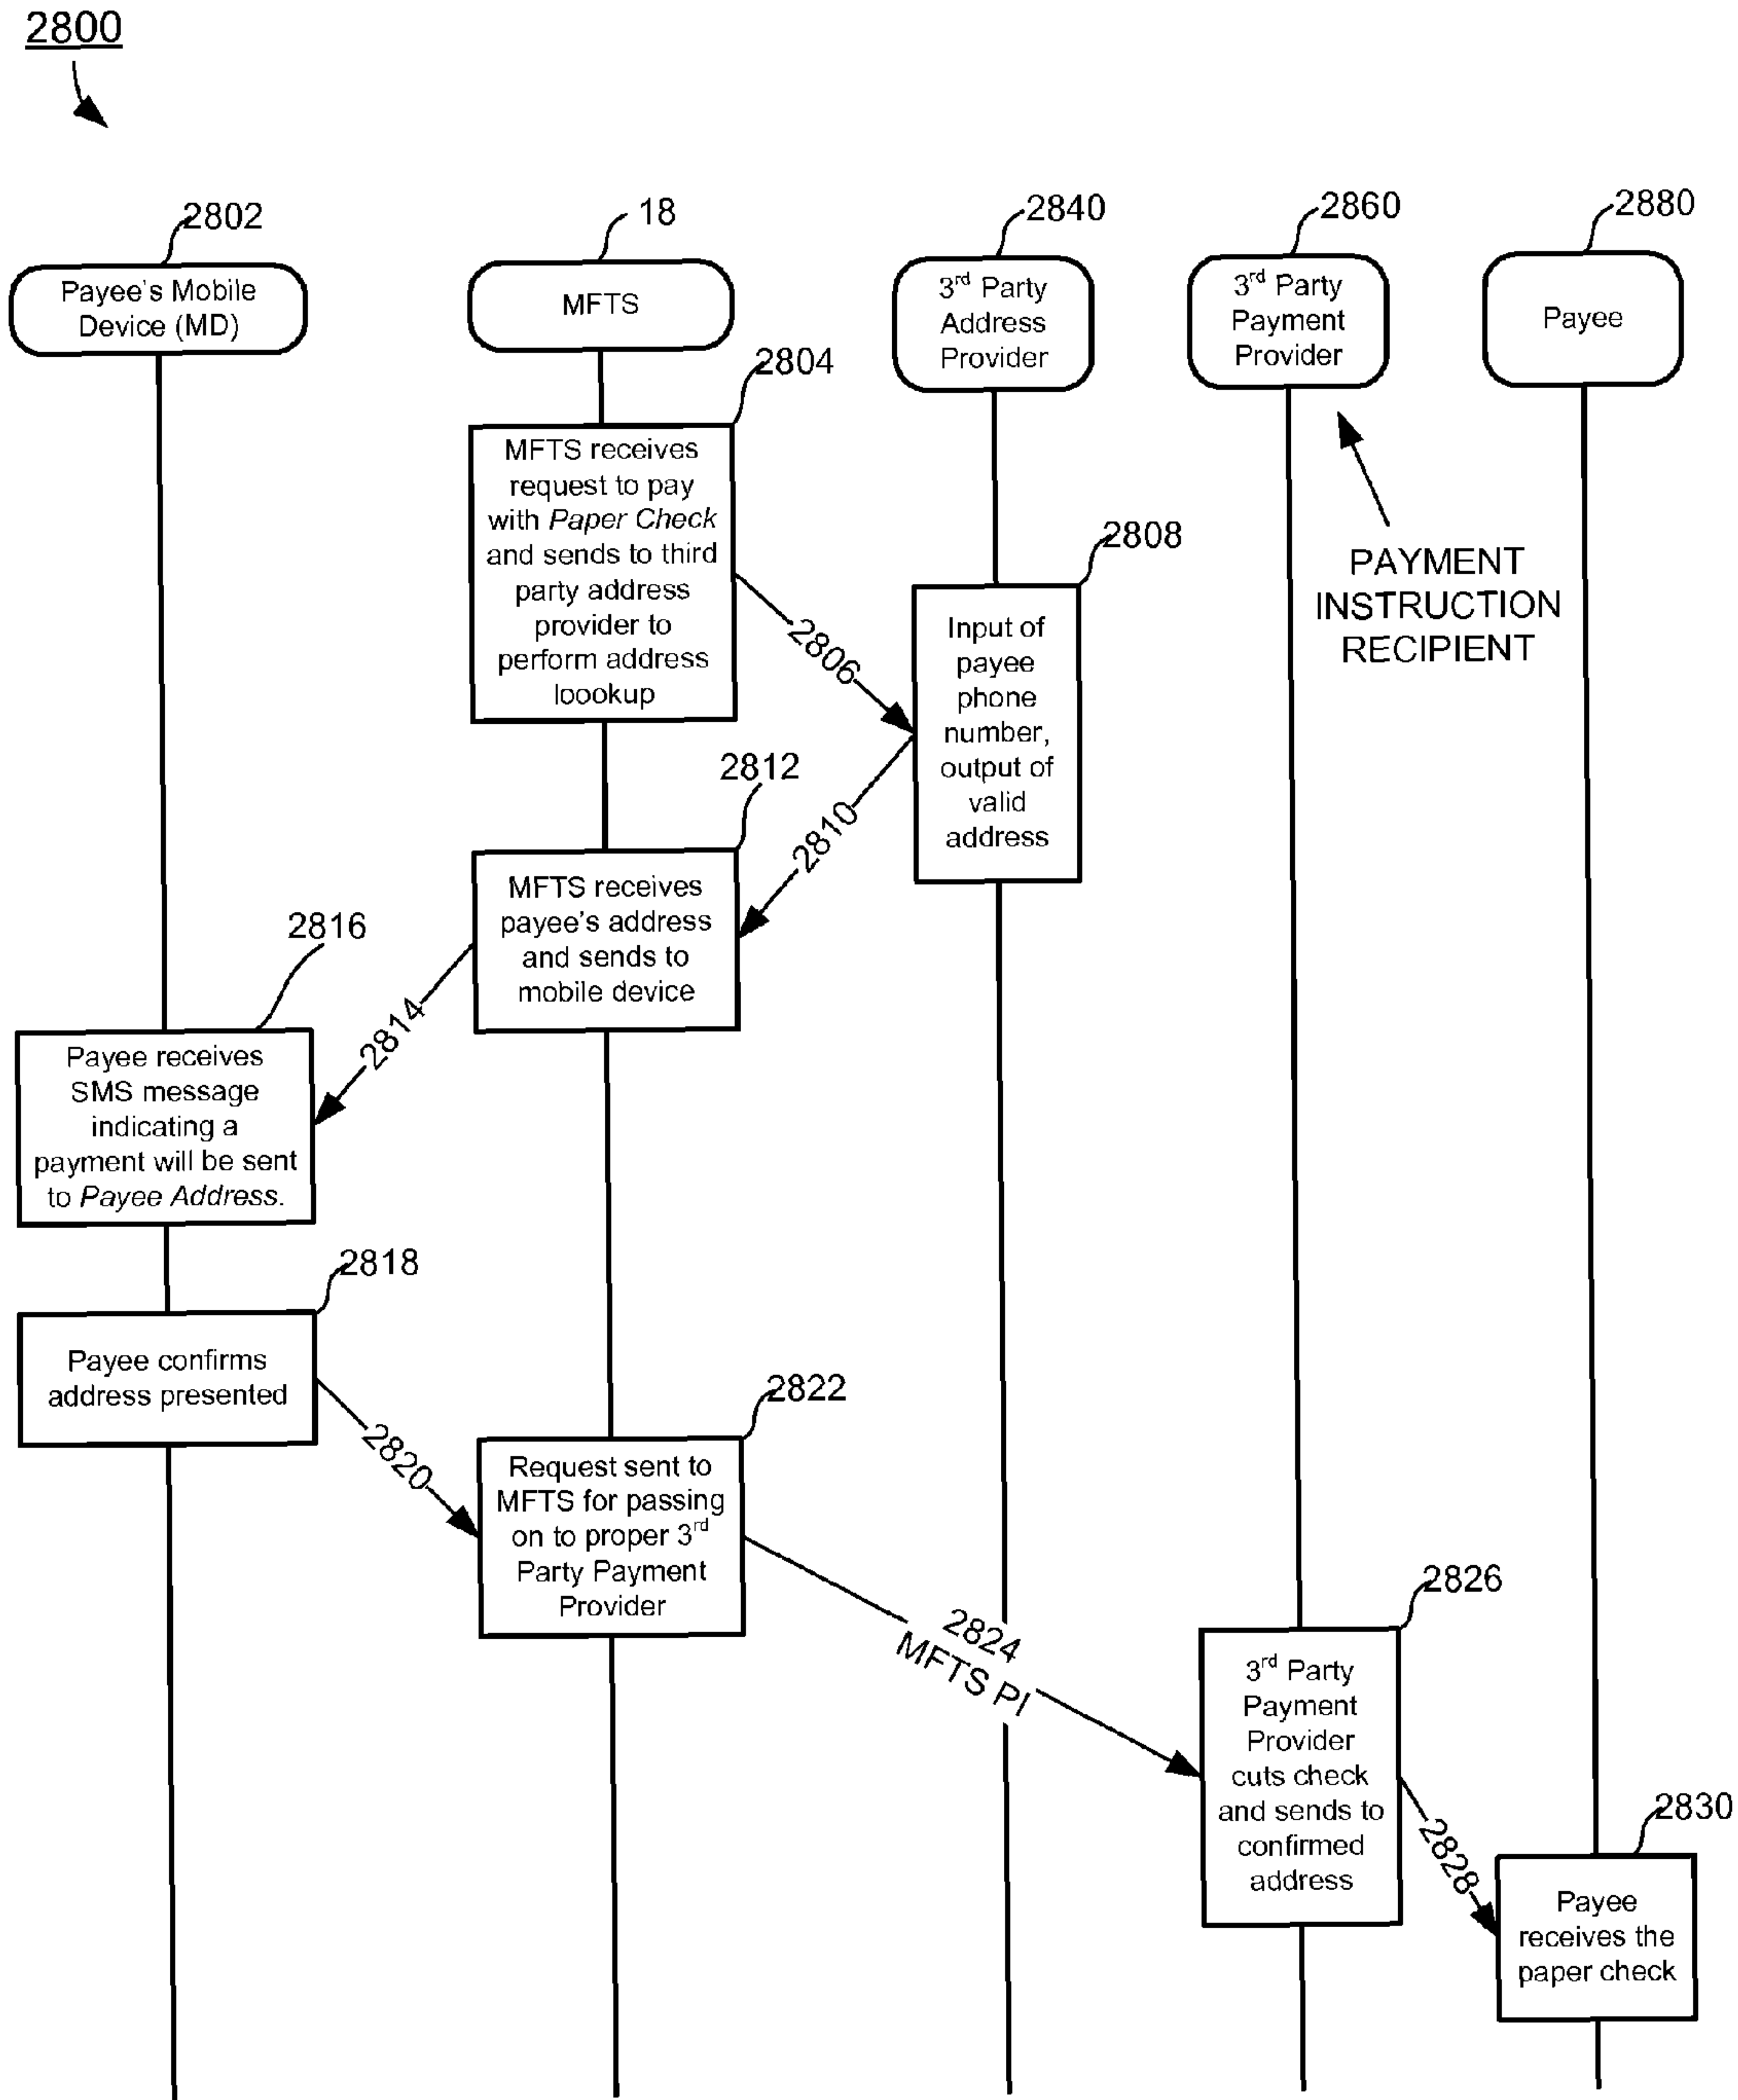 2800
2802
18
2840
2860
2880
Payee's Mobile
Device (MD)
MFTS
3rd Party
Address
Provider
3rd Party
Payment
Provider
Payee
2804
MFTS receives
request to pay
with Paper Check
and sends to third
party address
provider to
perform address
loookup
2806
2808
Input of
payee
phone
number,
output of
valid
address
PAYMENT
INSTRUCTION
RECIPIENT
2810
2812
MFTS receives
payee's address
and sends to
mobile device
2814
2816
Payee receives
SMS message
indicating a
payment will be sent
to Payee Address.
2818
Payee confirms
address presented
2820
2822
Request sent to
MFTS for passing
on to proper 3rd
Party Payment
Provider
2824
MFTS PI
2826
3rd Party
Payment
Provider
cuts check
and sends to
confirmed
address
2828
2830
Payee
receives the
paper check